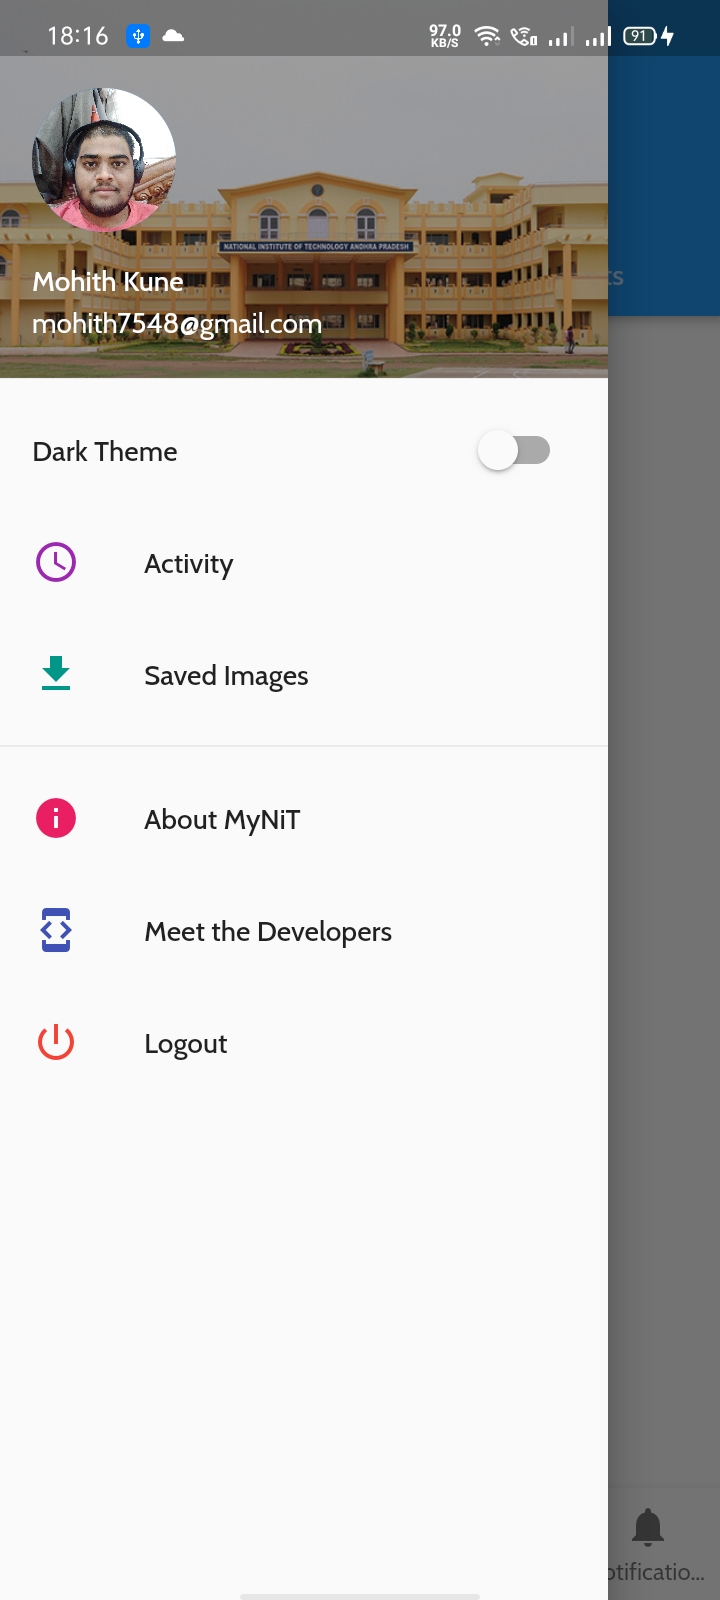 18:16
97.0
KB/S
91
NATIONAL INSTITUTE OF TECHNOLOGY ANDHRA PRADESH
Mohith Kune
mohith7548@gmail.com
ts
Dark Theme
Activity
Saved Images
About MyNiT
Meet the Developers
Logout
otificatio...